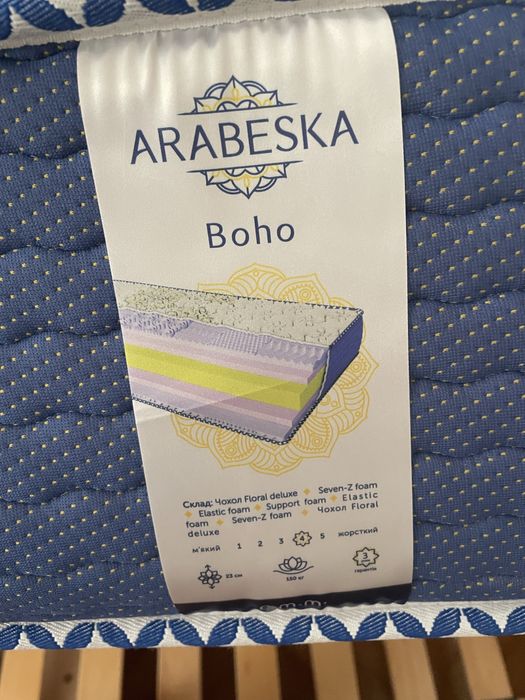 ARABESKA
Boho
Склад: Чохол Floral deluxe Seven-Z foam
Elastic foam Support foam Elastic
foam Seven-Z foam Чохол Floral
deluxe
м'який 1 2 3 4 5 жорсткий
23 см 150 кг 3 гарантія